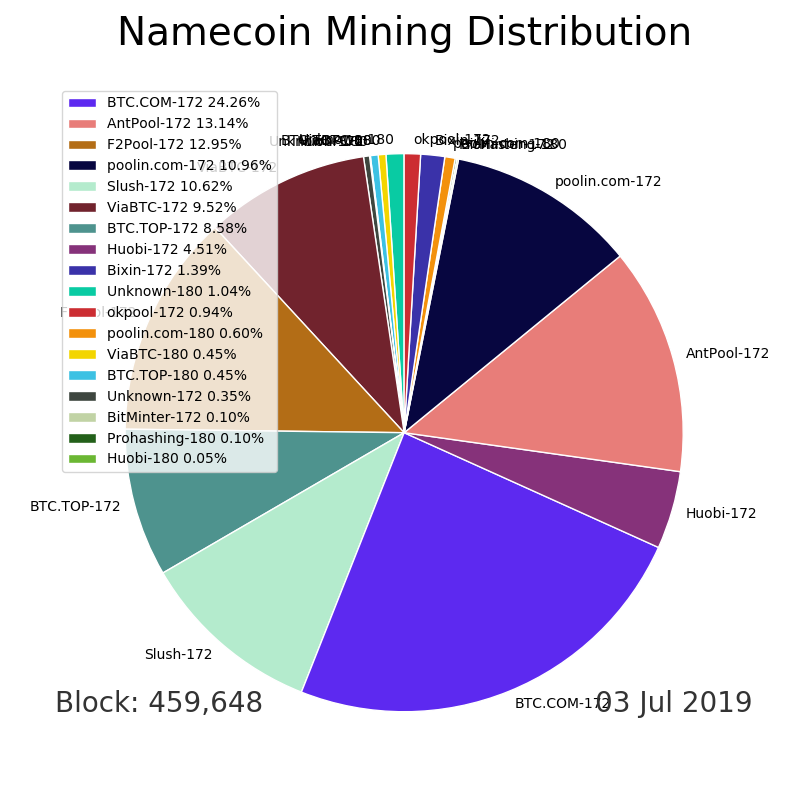 Namecoin Mining Distribution
BTC.COM-172 24.26%
AntPool-172 13.14%
F2Pool-172 12.95%
poolin.com-172 10.96%
Slush-172 10.62%
ViaBTC-172 9.52%
BTC.TOP-172 8.58%
Huobi-172 4.51%
Bixin-172 1.39%
Unknown-180 1.04%
okpool-172 0.94%
poolin.com-180 0.60%
ViaBTC-180 0.45%
BTC.TOP-180 0.45%
Unknown-172 0.35%
BitMinter-172 0.10%
Prohashing-180 0.10%
Huobi-180 0.05%
okpool-172
poolin.com-172
AntPool-172
Huobi-172
BTC.TOP-172
Slush-172
BTC.COM-172
Block: 459,648
03 Jul 2019